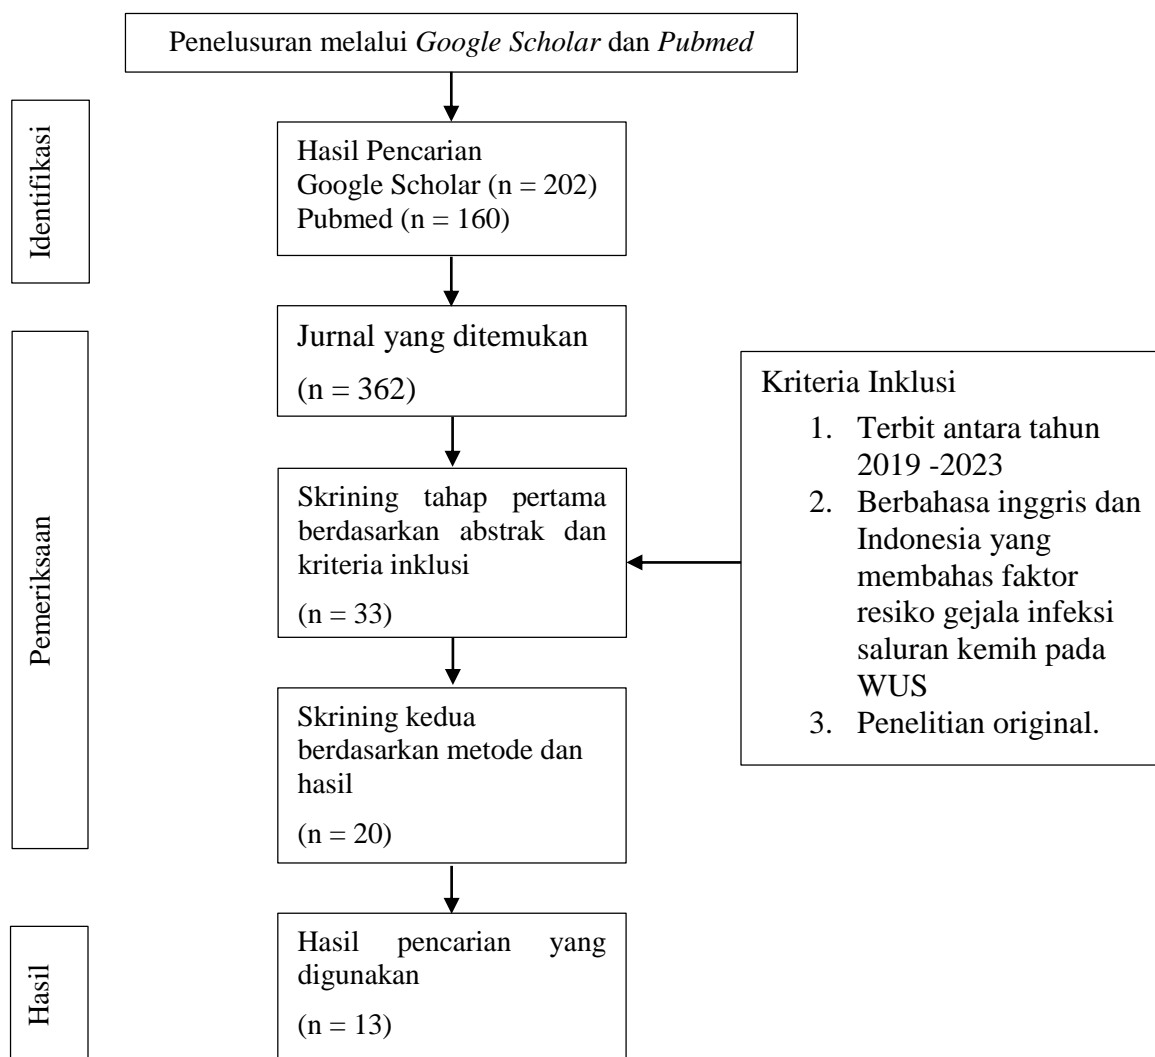 Penelusuran melalui Google Scholar dan Pubmed
Identifikasi
Hasil Pencarian
Google Scholar (n = 202)
Pubmed (n = 160)
Pemeriksaan
Jurnal yang ditemukan
(n = 362)
Skrining tahap pertama
berdasarkan abstrak dan
kriteria inklusi
(n = 33)
Kriteria Inklusi
1. Terbit antara tahun
2019 -2023
2. Berbahasa inggris dan
Indonesia yang
membahas faktor
resiko gejala infeksi
saluran kemih pada
WUS
3. Penelitian original.
Skrining kedua
berdasarkan metode dan
hasil
(n = 20)
Hasil
Hasil pencarian yang
digunakan
(n = 13)